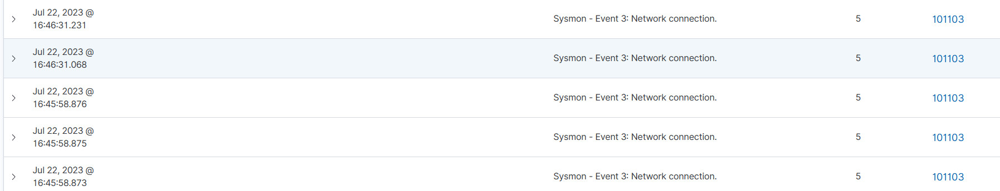 Jul 22, 2023 @
16:46:31.231
Sysmon - Event 3: Network connection.
5
101103
Jul 22, 2023 @
16:46:31.068
Sysmon - Event 3: Network connection.
5
101103
Jul 22, 2023 @
16:45:58.876
Sysmon - Event 3: Network connection.
5
101103
Jul 22, 2023 @
16:45:58.875
Sysmon - Event 3: Network connection.
5
101103
Jul 22, 2023 @
16:45:58.873
Sysmon - Event 3: Network connection.
5
101103